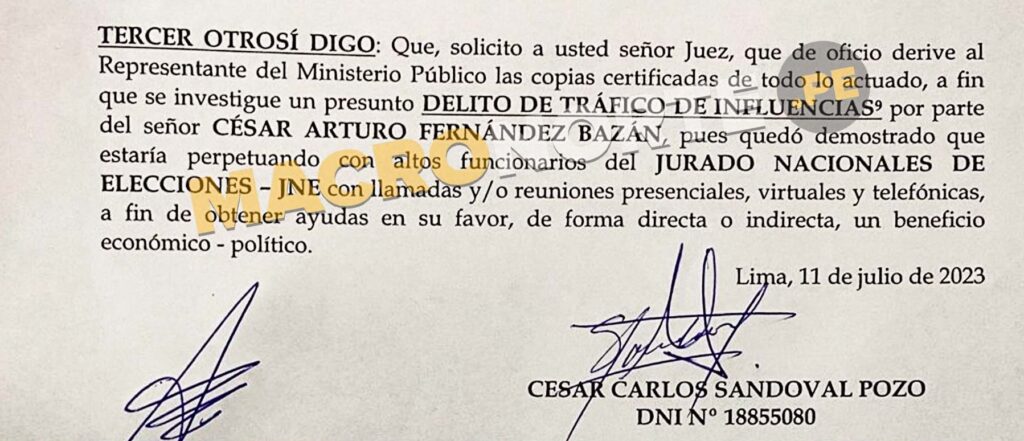 TERCER OTROSÍ DIGO: Que, solicito a usted señor Juez, que de oficio derive al
Representante del Ministerio Público las copias certificadas de todo lo actuado, a fin
que se investigue un presunto DELITO DE TRÁFICO DE INFLUENCIAS⁹ por parte
del señor CÉSAR ARTURO FERNÁNDEZ BAZÁN, pues quedó demostrado que
estaría perpetuando con altos funcionarios del JURADO NACIONALES DE
ELECCIONES – JNE con llamadas y/o reuniones presenciales, virtuales y telefónicas,
a fin de obtener ayudas en su favor, de forma directa o indirecta, un beneficio
económico - político.
MACRONORTE.PE
Lima, 11 de julio de 2023
CESAR CARLOS SANDOVAL POZO
DNI Nº 18855080